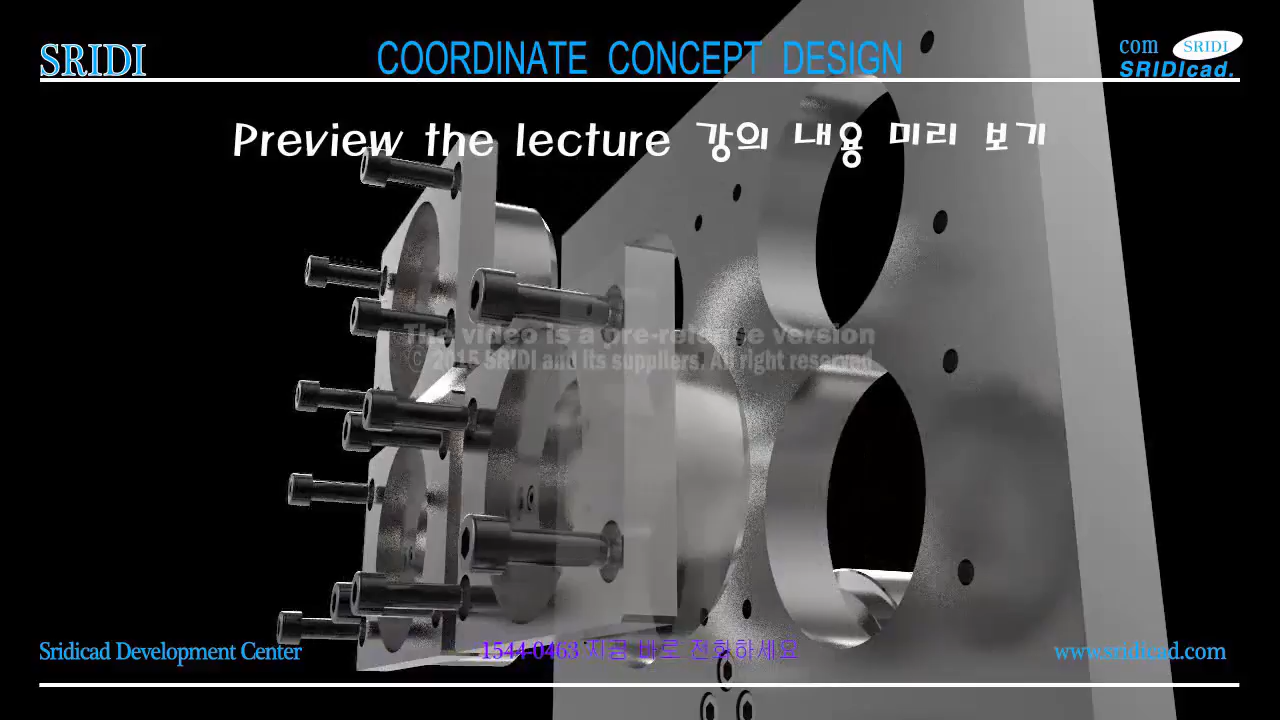 SRIDI
COORDINATE CONCEPT DESIGN
com SRIDI
SRIDIcad.
Preview the lecture 강의 내용 미리 보기
The video is a pre-release version
© 2015 SRIDI and its suppliers. All right reserved
Sridicad Development Center
1544-0463 지금 바로 전화하세요
www.sridicad.com